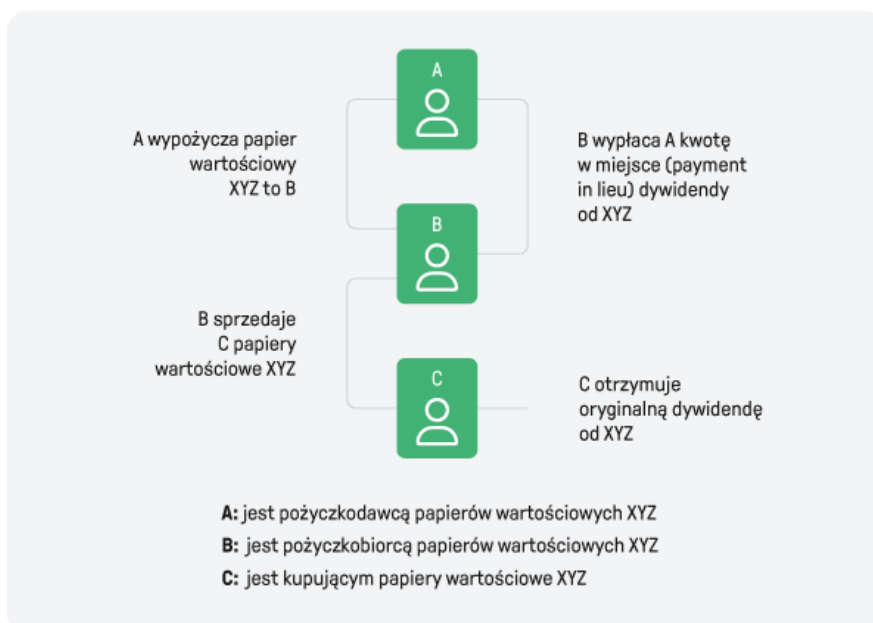 A
A wypożycza papier
wartościowy
XYZ to B
B wypłaca A kwotę
w miejsce (payment
in lieu) dywidendy
od XYZ
B
B sprzedaje
C papiery
wartościowe XYZ
C
C otrzymuje
oryginalną dywidendę
od XYZ
A: jest pożyczkodawcą papierów wartościowych XYZ
B: jest pożyczkobiorcą papierów wartościowych XYZ
C: jest kupującym papiery wartościowe XYZ